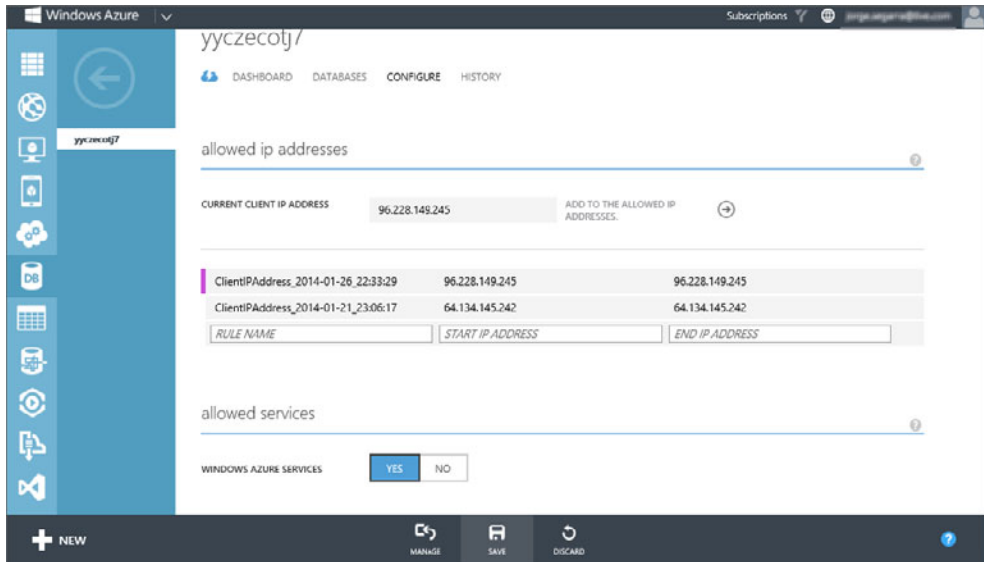 Windows Azure
Subscriptions
yyczecotj7
DASHBOARD DATABASES CONFIGURE HISTORY
yyczecotj7
allowed ip addresses
?
CURRENT CLIENT IP ADDRESS 96.228.149.245 ADD TO THE ALLOWED IP
ADDRESSES.
ClientIPAddress_2014-01-26_22:33:29 96.228.149.245 96.228.149.245
ClientIPAddress_2014-01-21_23:06:17 64.134.145.242 64.134.145.242
RULE NAME START IP ADDRESS END IP ADDRESS
allowed services
?
WINDOWS AZURE SERVICES YES NO
DB
NEW MANAGE SAVE DISCARD ?